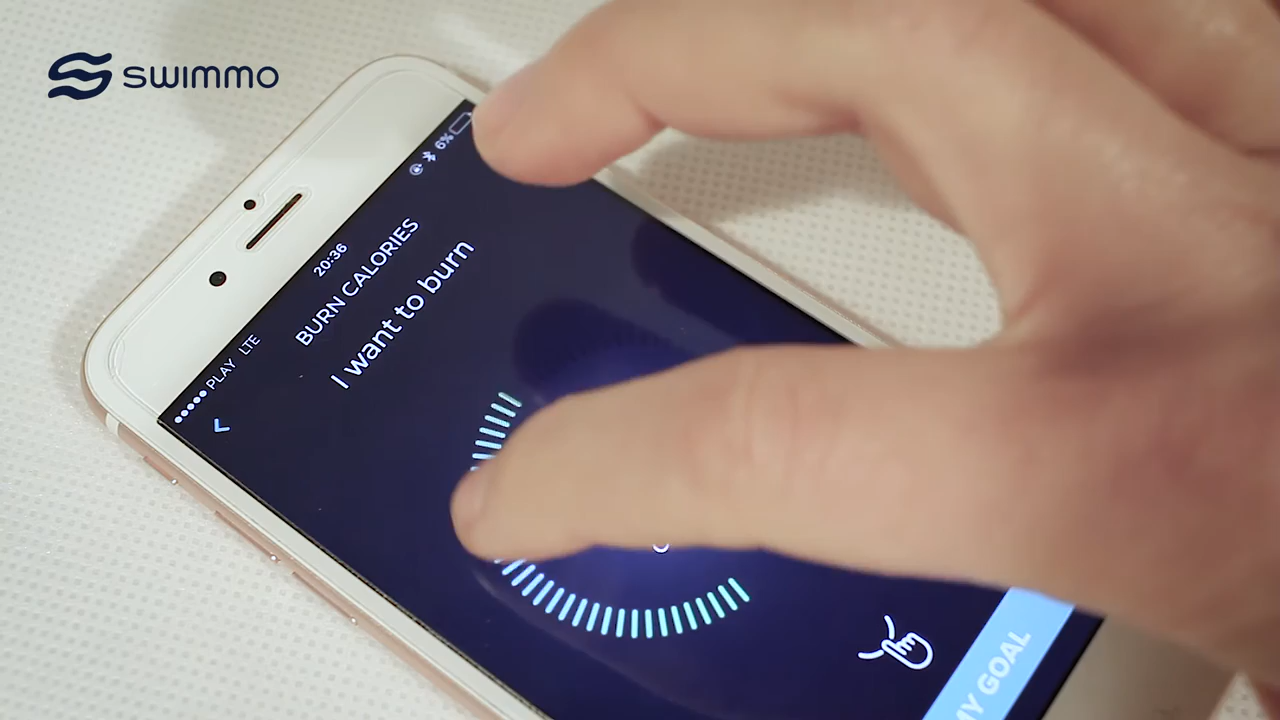 SWIMMO
6%
20:36
PLAY LTE
BURN CALORIES
I want to burn
MY GOAL